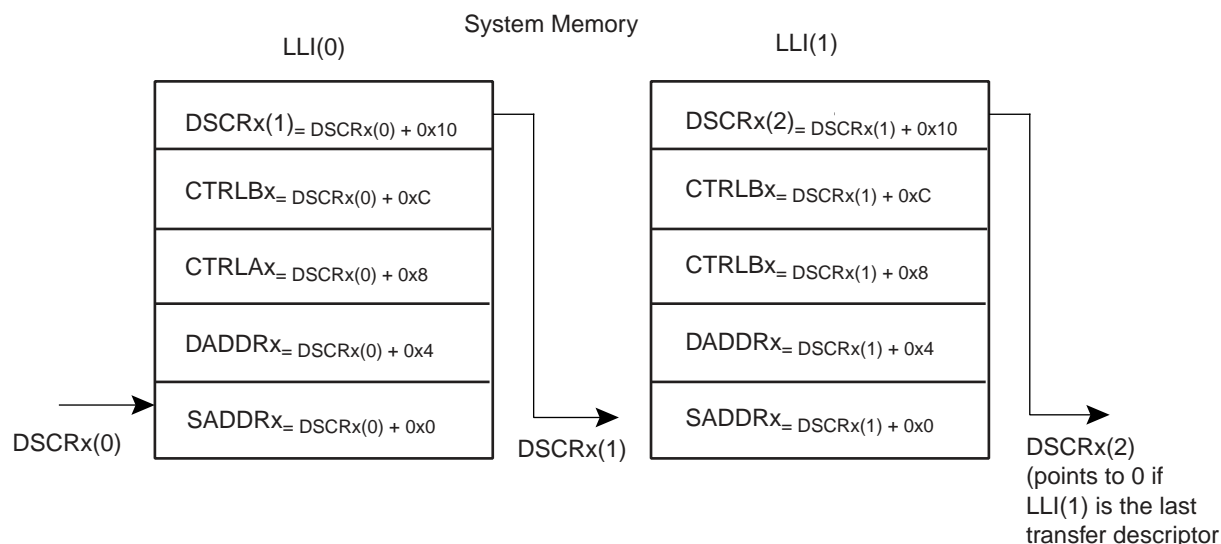 System Memory
LLI(0)
LLI(1)
DSCRx(1)= DSCRx(0) + 0x10
CTRLBx= DSCRx(0) + 0xC
CTRLAx= DSCRx(0) + 0x8
DADDRx= DSCRx(0) + 0x4
SADDRx= DSCRx(0) + 0x0
DSCRx(0)
DSCRx(1)
DSCRx(2)= DSCRx(1) + 0x10
CTRLBx= DSCRx(1) + 0xC
CTRLBx= DSCRx(1) + 0x8
DADDRx= DSCRx(1) + 0x4
SADDRx= DSCRx(1) + 0x0
DSCRx(2)
(points to 0 if
LLI(1) is the last
transfer descriptor